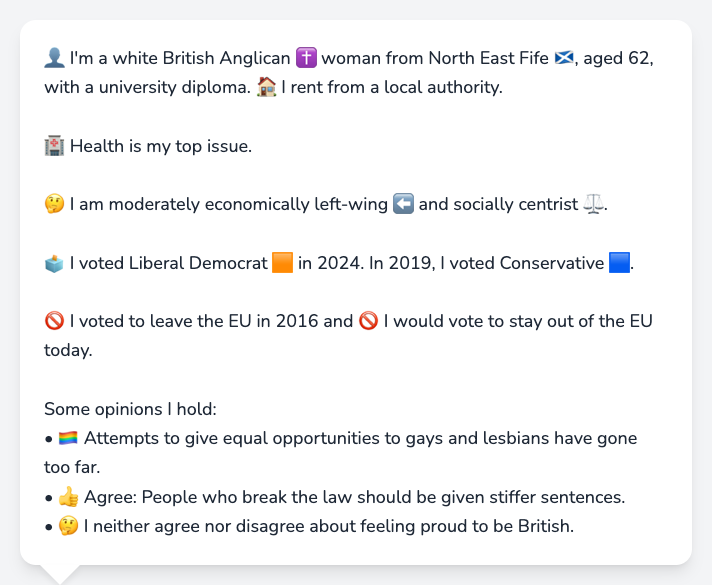 👤 I'm a white British Anglican ✝️ woman from North East Fife 🏴󠁧󠁢󠁳󠁣󠁴󠁿, aged 62,
with a university diploma. 🏠 I rent from a local authority.
🏥 Health is my top issue.
🤔 I am moderately economically left-wing ⬅️ and socially centrist ⚖️.
🗳️ I voted Liberal Democrat 🟧 in 2024. In 2019, I voted Conservative 🟦.
🚫 I voted to leave the EU in 2016 and 🚫 I would vote to stay out of the EU
today.
Some opinions I hold:
• 🏳️‍🌈 Attempts to give equal opportunities to gays and lesbians have gone
too far.
• 👍 Agree: People who break the law should be given stiffer sentences.
• 🤔 I neither agree nor disagree about feeling proud to be British.